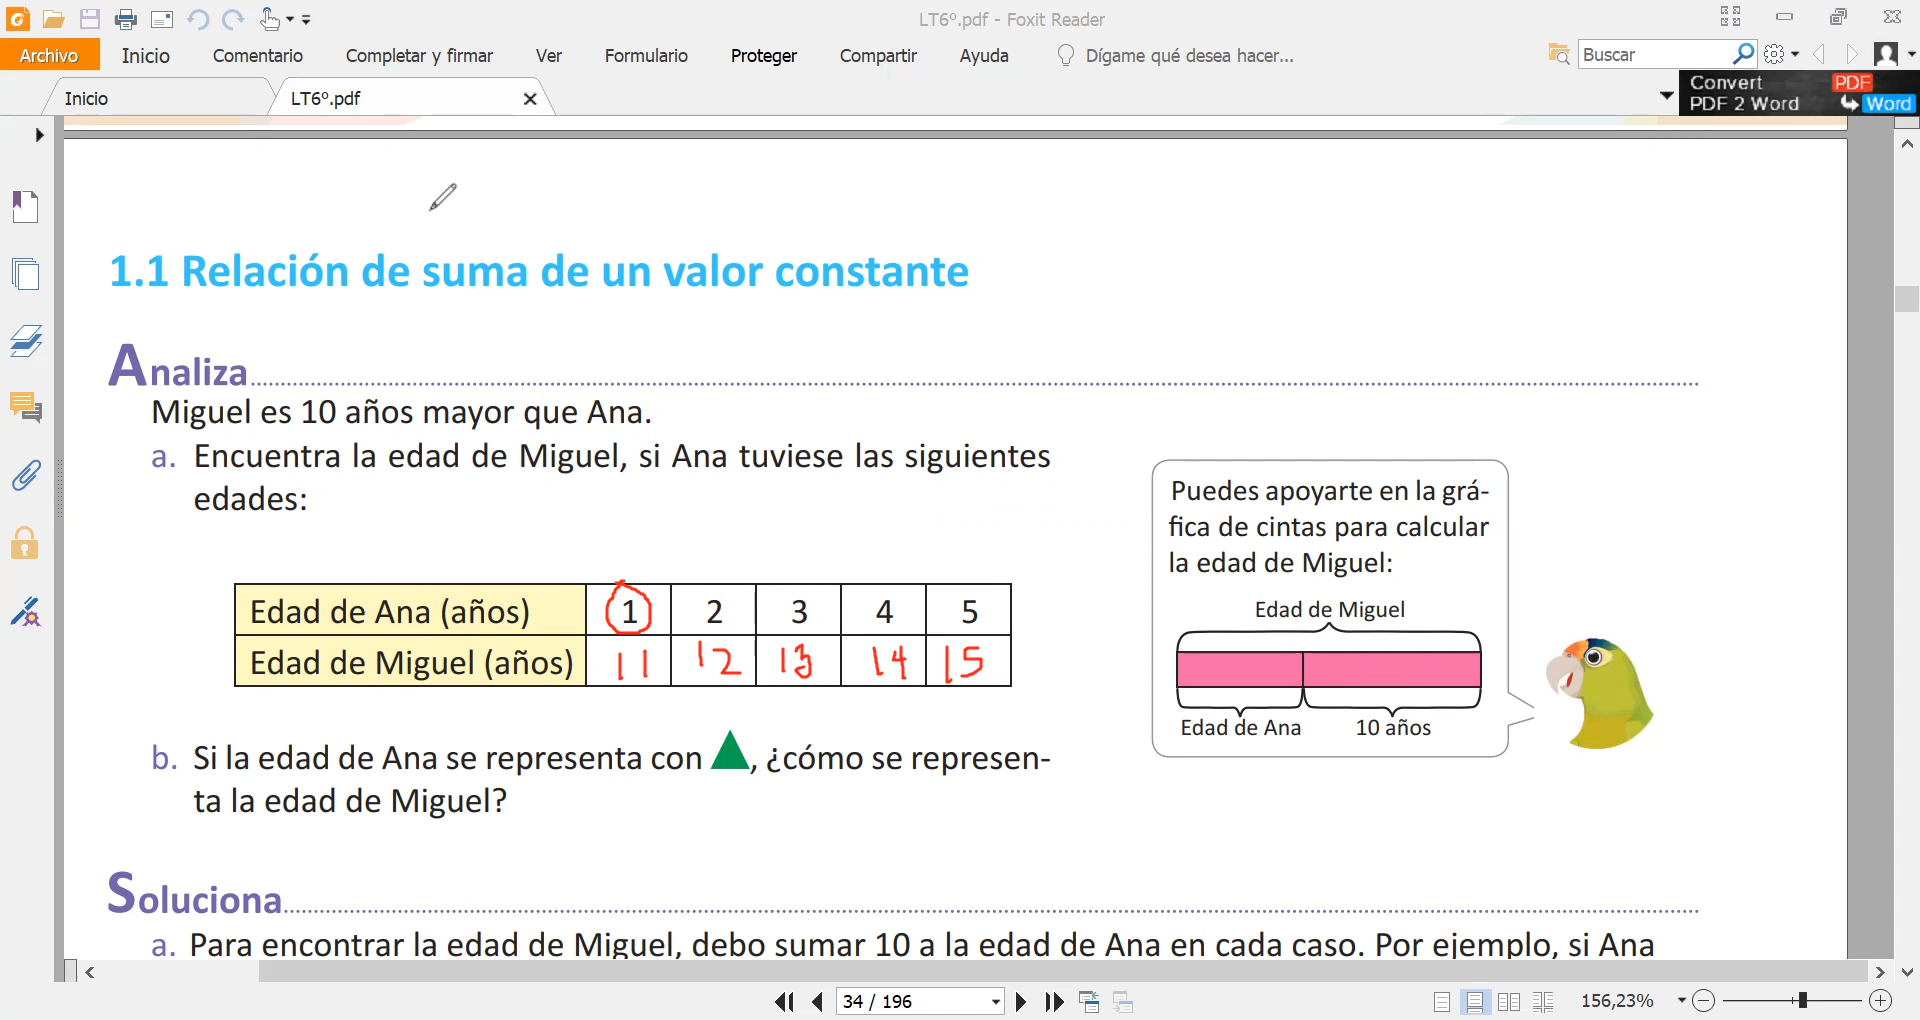 LT6º.pdf - Foxit Reader
Archivo Inicio Comentario Completar y firmar Ver Formulario Proteger Compartir Ayuda Dígame qué desea hacer... Buscar
Inicio LT6º.pdf
Convert PDF
PDF 2 Word Word
1.1 Relación de suma de un valor constante
Analiza
Miguel es 10 años mayor que Ana.
a. Encuentra la edad de Miguel, si Ana tuviese las siguientes
edades:
Edad de Ana (años) 1 2 3 4 5
Edad de Miguel (años) 11 12 13 14 15
Puedes apoyarte en la grá-
fica de cintas para calcular
la edad de Miguel:
Edad de Miguel
Edad de Ana 10 años
b. Si la edad de Ana se representa con , ¿cómo se represen-
ta la edad de Miguel?
Soluciona
a. Para encontrar la edad de Miguel, debo sumar 10 a la edad de Ana en cada caso. Por ejemplo, si Ana
34 / 196 156,23%